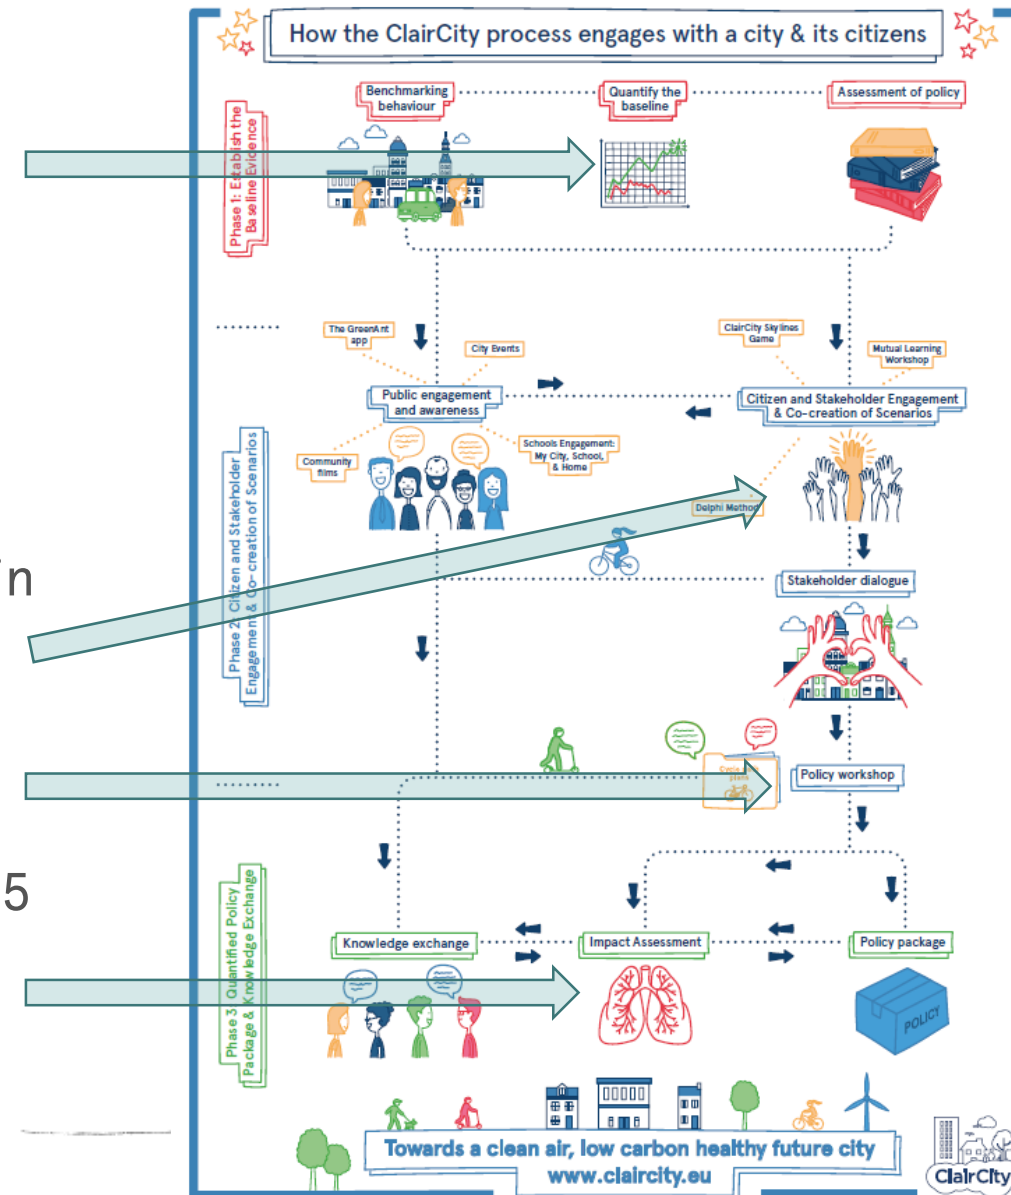 How the ClairCity process engages with a city & its citizens
Benchmarking
behaviour
Quantify the
baseline
Assessment of policy
Phase 1: Establish the
Baseline Evidence
The GreenAnt
app
City Events
ClairCity Skylines
Game
Mutual Learning
Workshop
Public engagement
and awareness
Citizen and Stakeholder Engagement
& Co-creation of Scenarios
Community
films
Schools Engagement:
My City, School,
& Home
Delphi Method
Phase 2: Citizen and Stakeholder
Engagement & Co-creation of Scenarios
in
Stakeholder dialogue
Policy workshop
5
Phase 3 Quantified Policy
Package & Knowledge Exchange
Knowledge exchange
Impact Assessment
Policy package
POLICY
Towards a clean air, low carbon healthy future city
www.claircity.eu
ClairCity